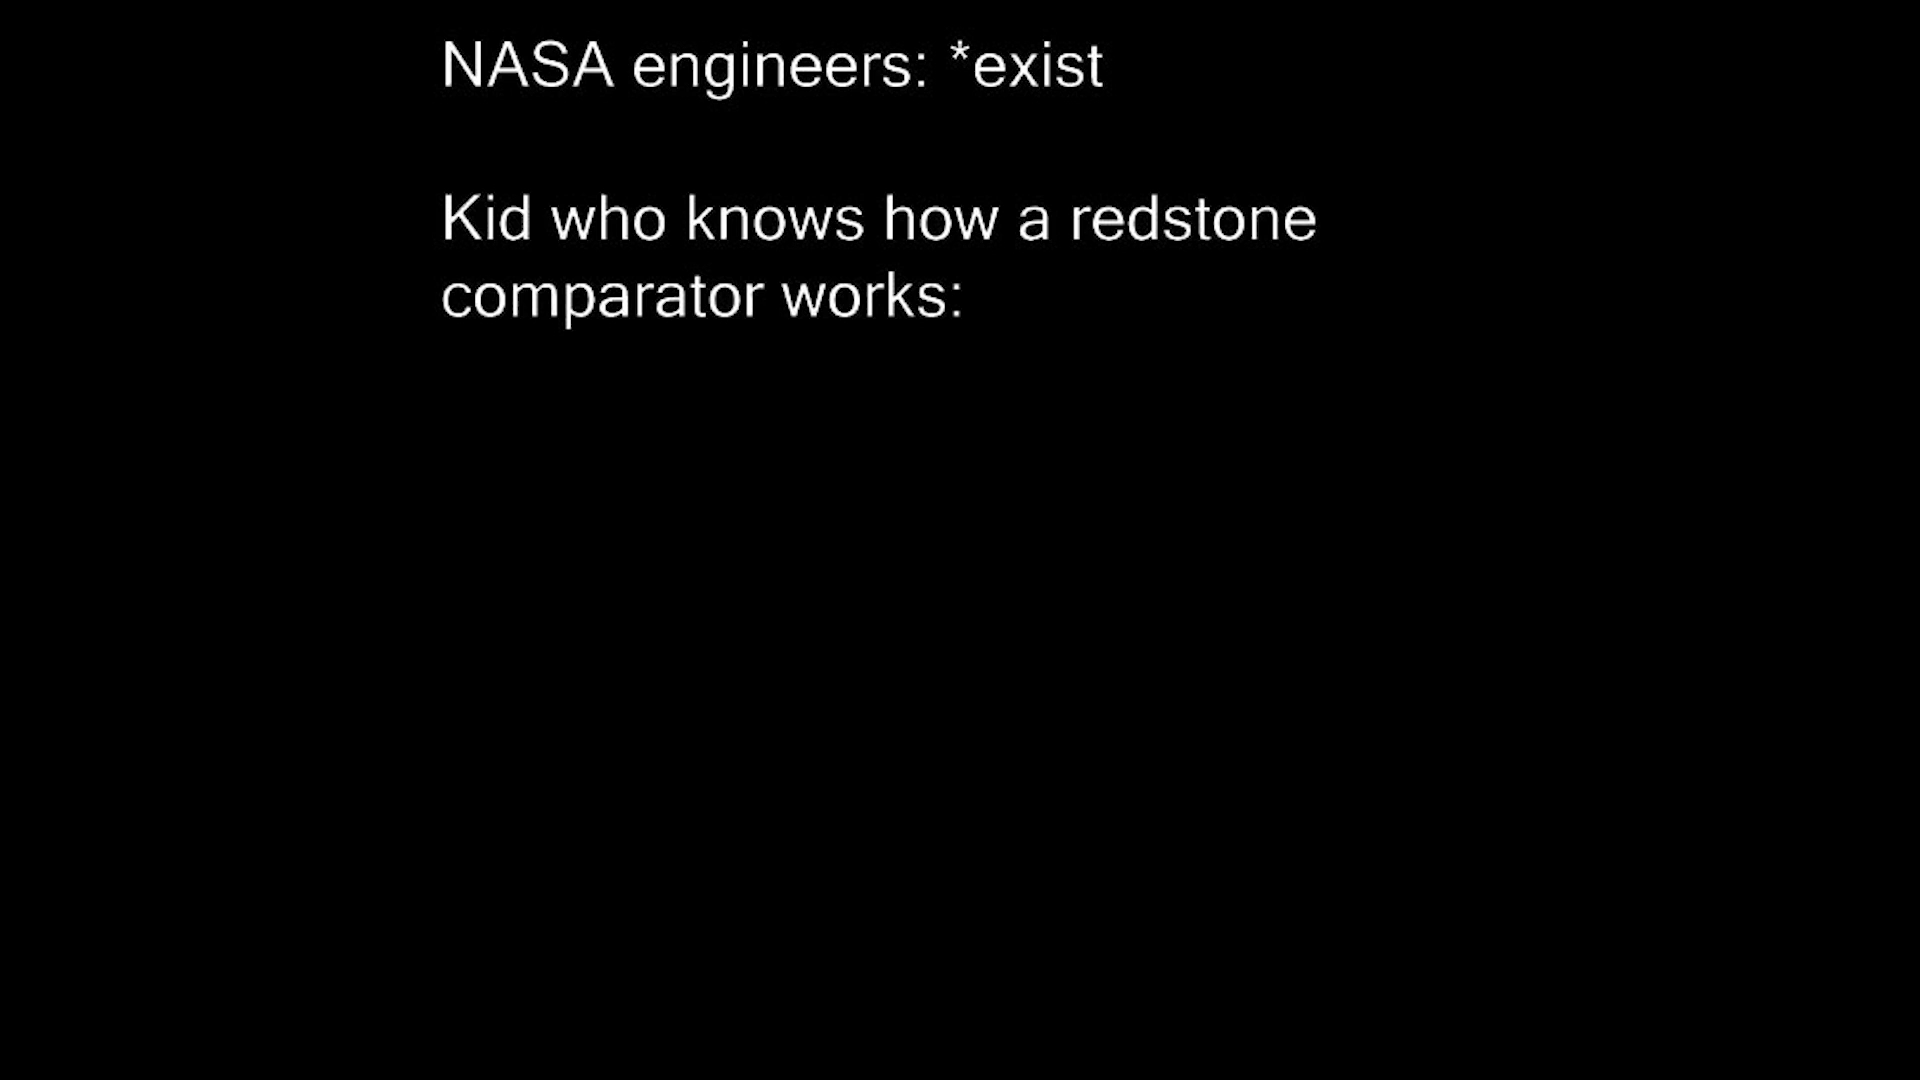 NASA engineers: *exist
Kid who knows how a redstone
comparator works: